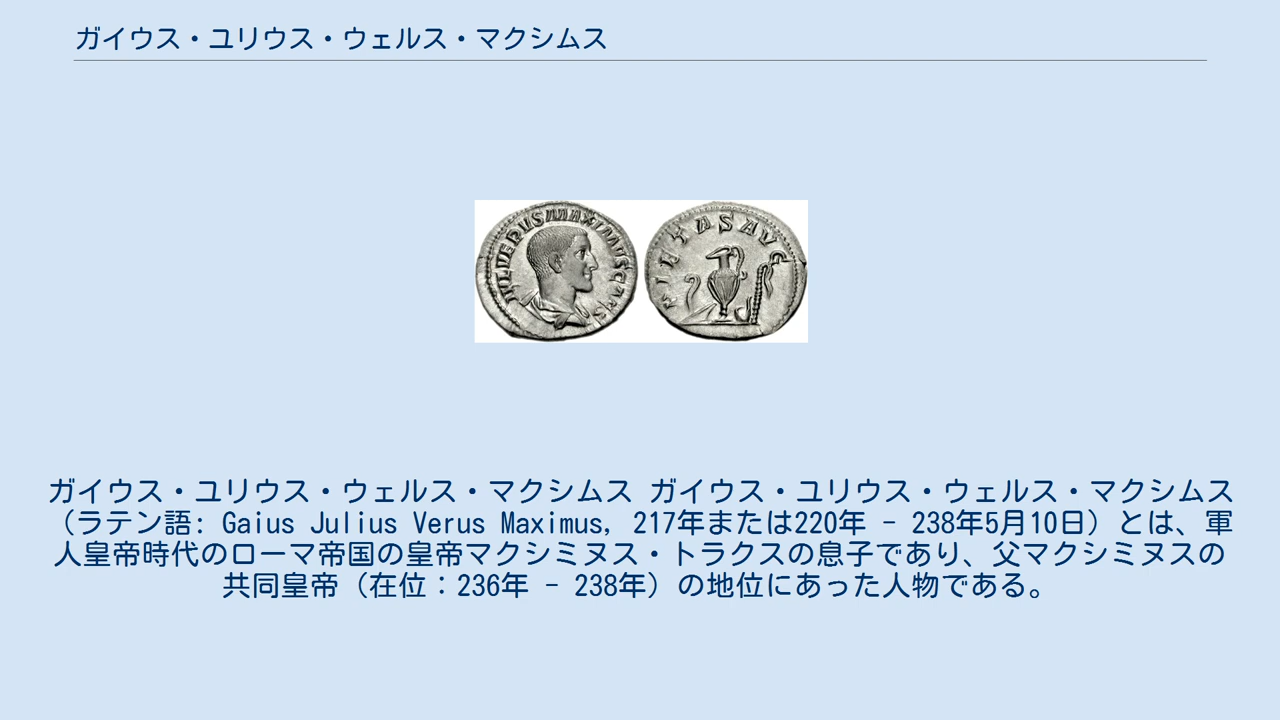 ガイウス・ユリウス・ウェルス・マクシムス
IVLVERVSMAXIMVSCAES
PIETASAVG
ガイウス・ユリウス・ウェルス・マクシムス ガイウス・ユリウス・ウェルス・マクシムス
（ラテン語: Gaius Julius Verus Maximus, 217年または220年 - 238年5月10日）とは、軍
人皇帝時代のローマ帝国の皇帝マクシミヌス・トラクスの息子であり、父マクシミヌスの
共同皇帝（在位：236年 - 238年）の地位にあった人物である。